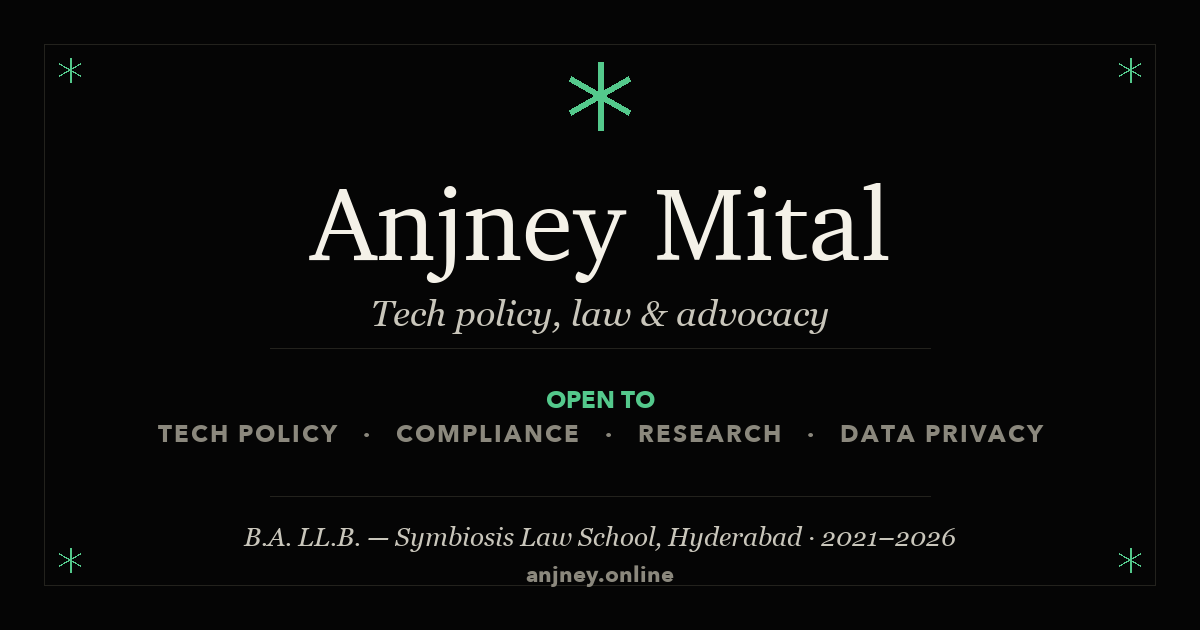 Anjney Mital
Tech policy, law & advocacy
OPEN TO
TECH POLICY · COMPLIANCE · RESEARCH · DATA PRIVACY
B.A. LL.B. — Symbiosis Law School, Hyderabad · 2021–2026
anjney.online